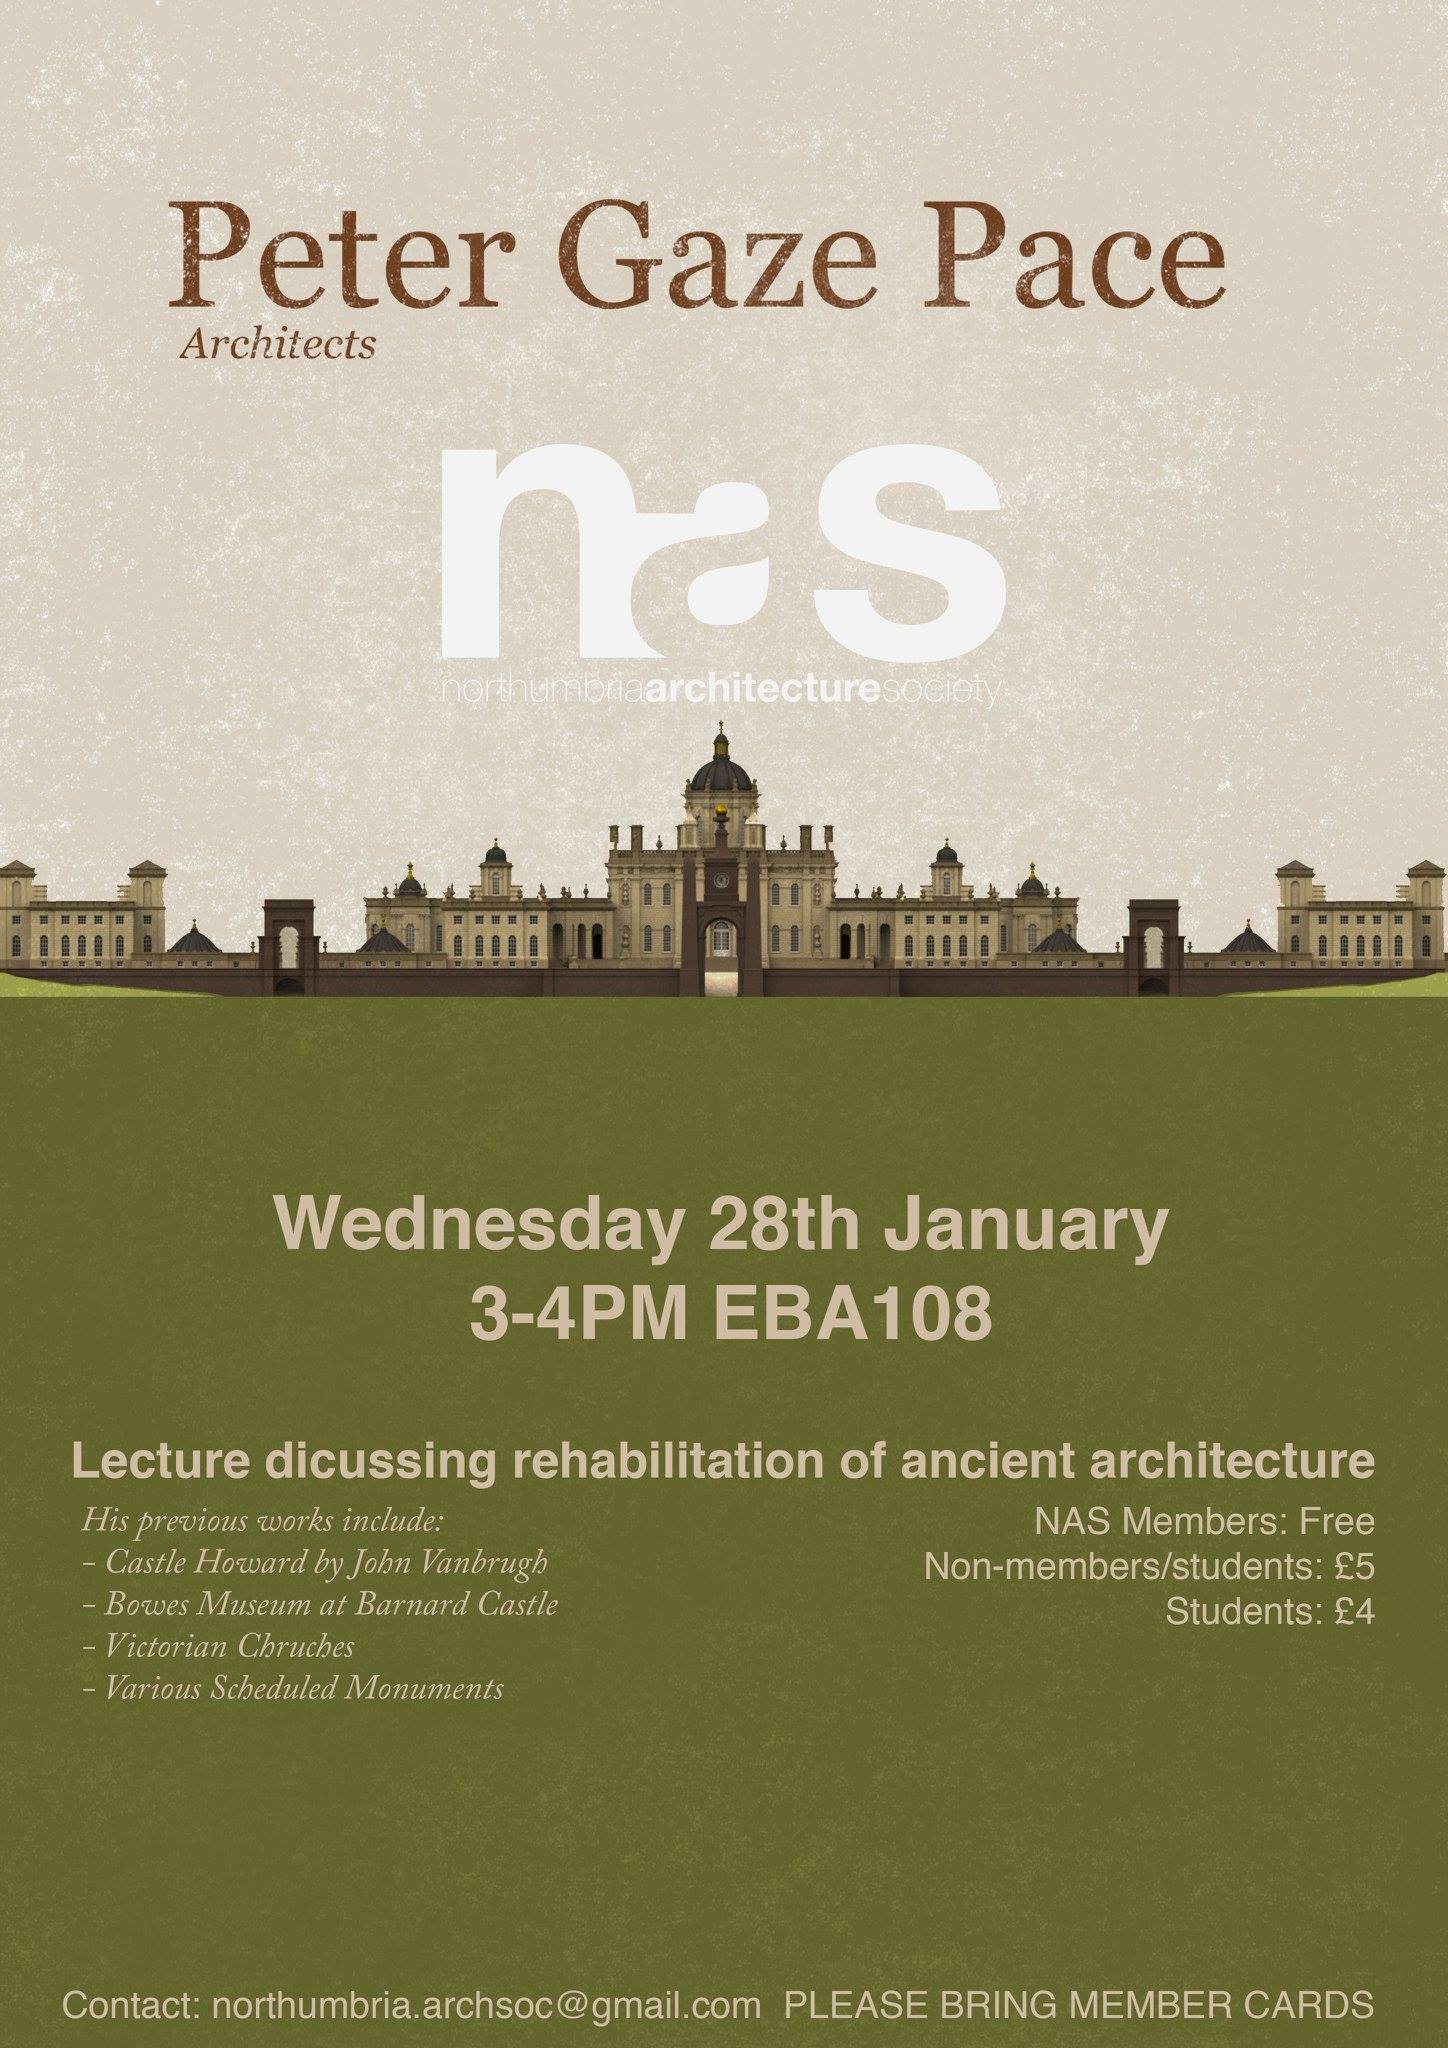 Peter Gaze Pace
Architects
nas
northumbriaarchitecturesociety
Wednesday 28th January
3-4PM EBA108
Lecture dicussing rehabilitation of ancient architecture
His previous works include:
- Castle Howard by John Vanbrugh
- Bowes Museum at Barnard Castle
- Victorian Chruches
- Various Scheduled Monuments
NAS Members: Free
Non-members/students: £5
Students: £4
Contact: northumbria.archsoc@gmail.com PLEASE BRING MEMBER CARDS